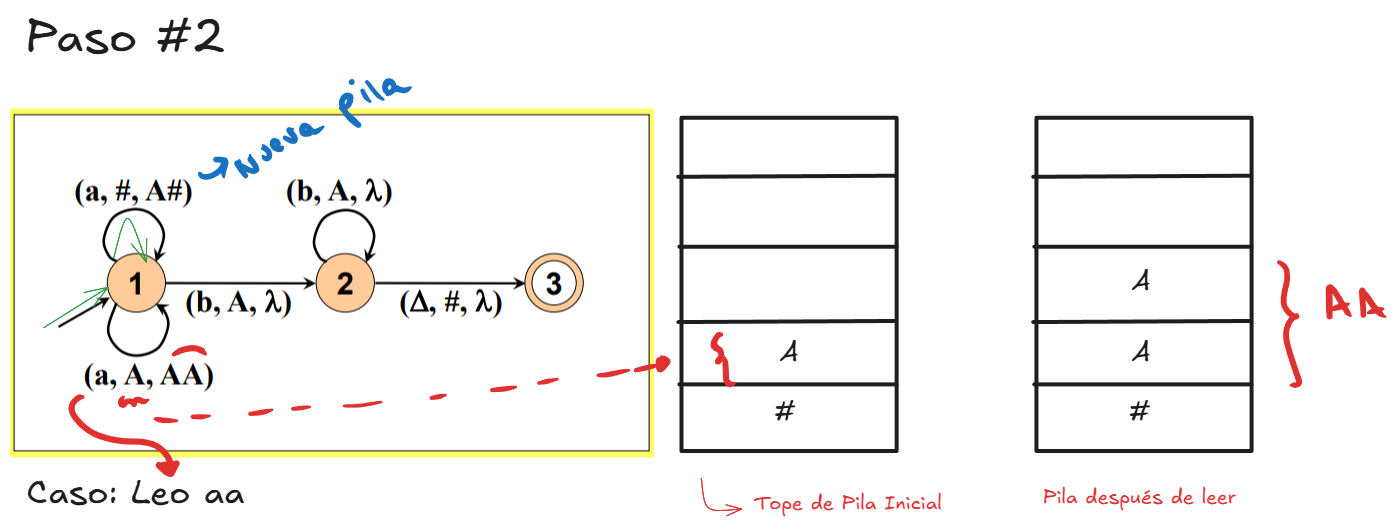 Paso #2
Nueva pila
(a, #, A#)
(b, A, λ)
1
2
3
(b, A, λ)
(Δ, #, λ)
(a, A, AA)
Caso: Leo aa
A
#
Tope de Pila Inicial
A
A
#
AA
Pila después de leer